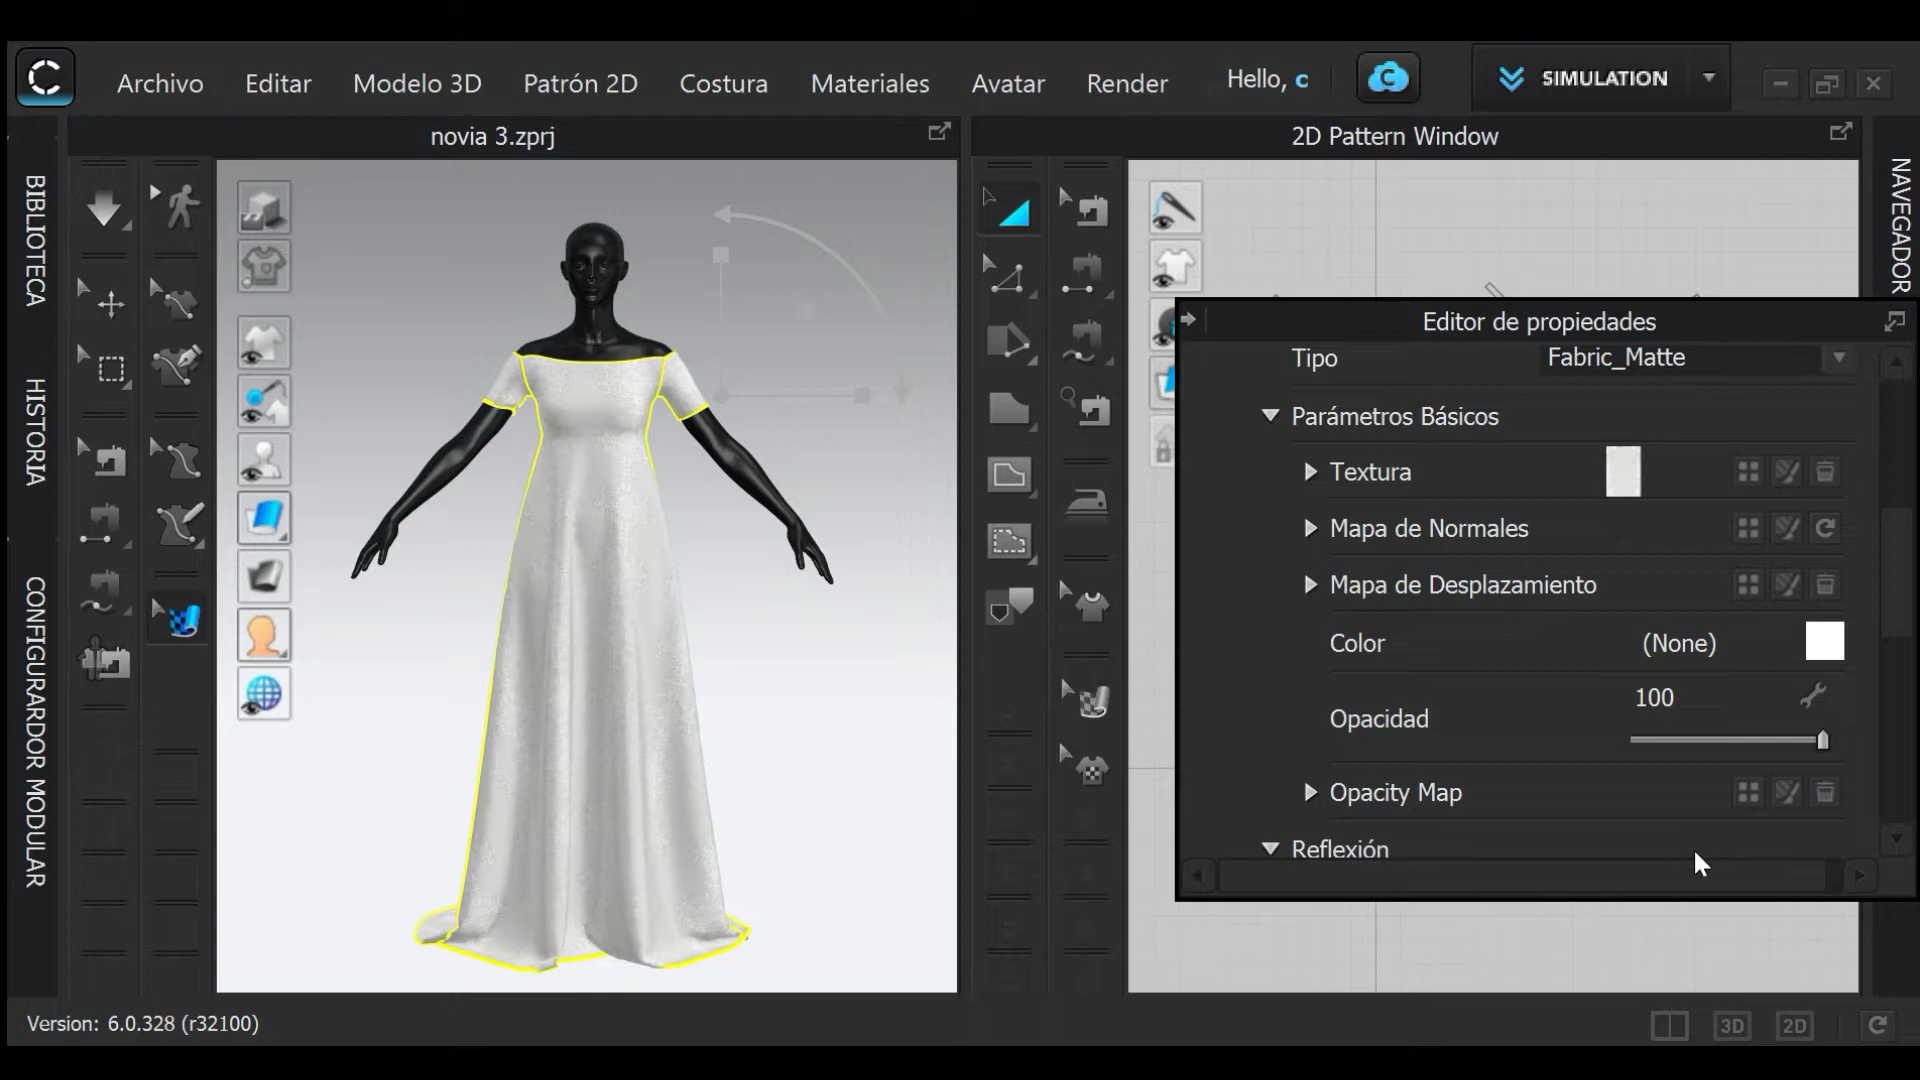 Archivo Editar Modelo 3D Patrón 2D Costura Materiales Avatar Render Hello, c SIMULATION
novia 3.zprj
2D Pattern Window
BIBLIOTECA
HISTORIA
CONFIGURARDOR MODULAR
NAVEGADOR
Editor de propiedades
Tipo Fabric_Matte
Parámetros Básicos
Textura
Mapa de Normales
Mapa de Desplazamiento
Color (None)
Opacidad 100
Opacity Map
Reflexión
Version: 6.0.328 (r32100)
3D 2D